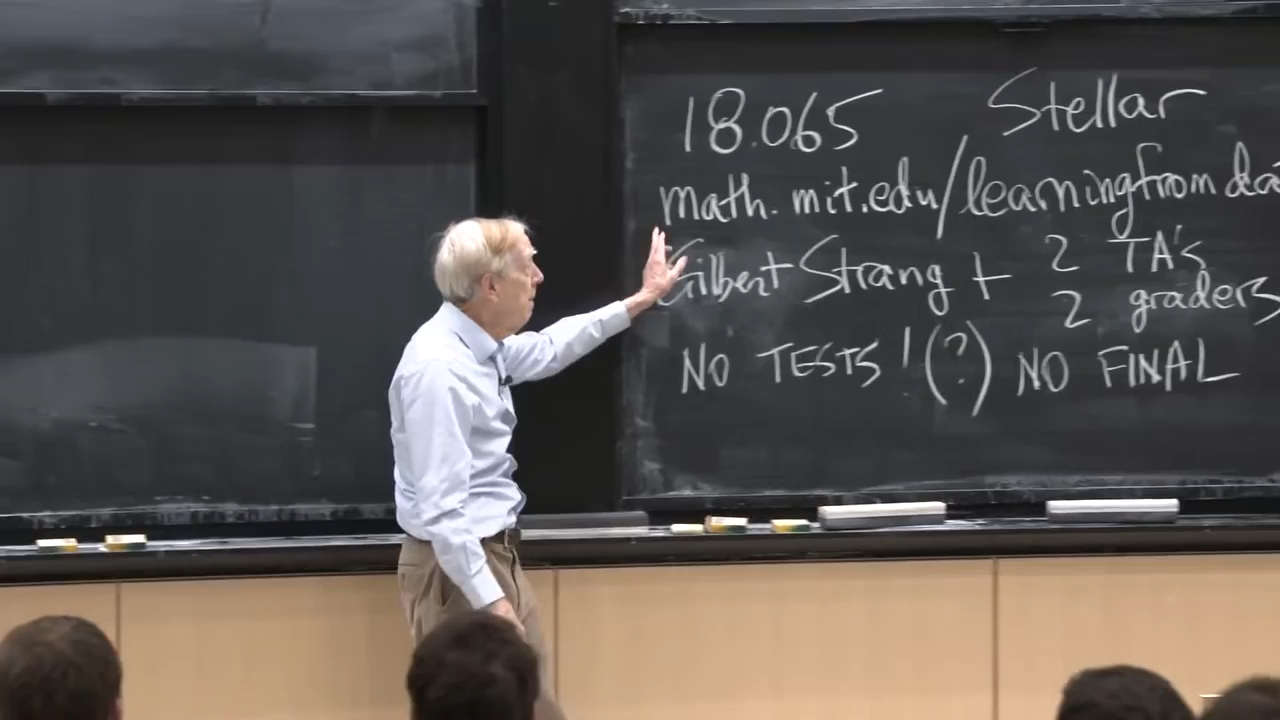 18.065 Stellar
math.mit.edu/learningfromda
Gilbert Strang + 2 TA's
2 graders
NO TESTS! (?) NO FINAL